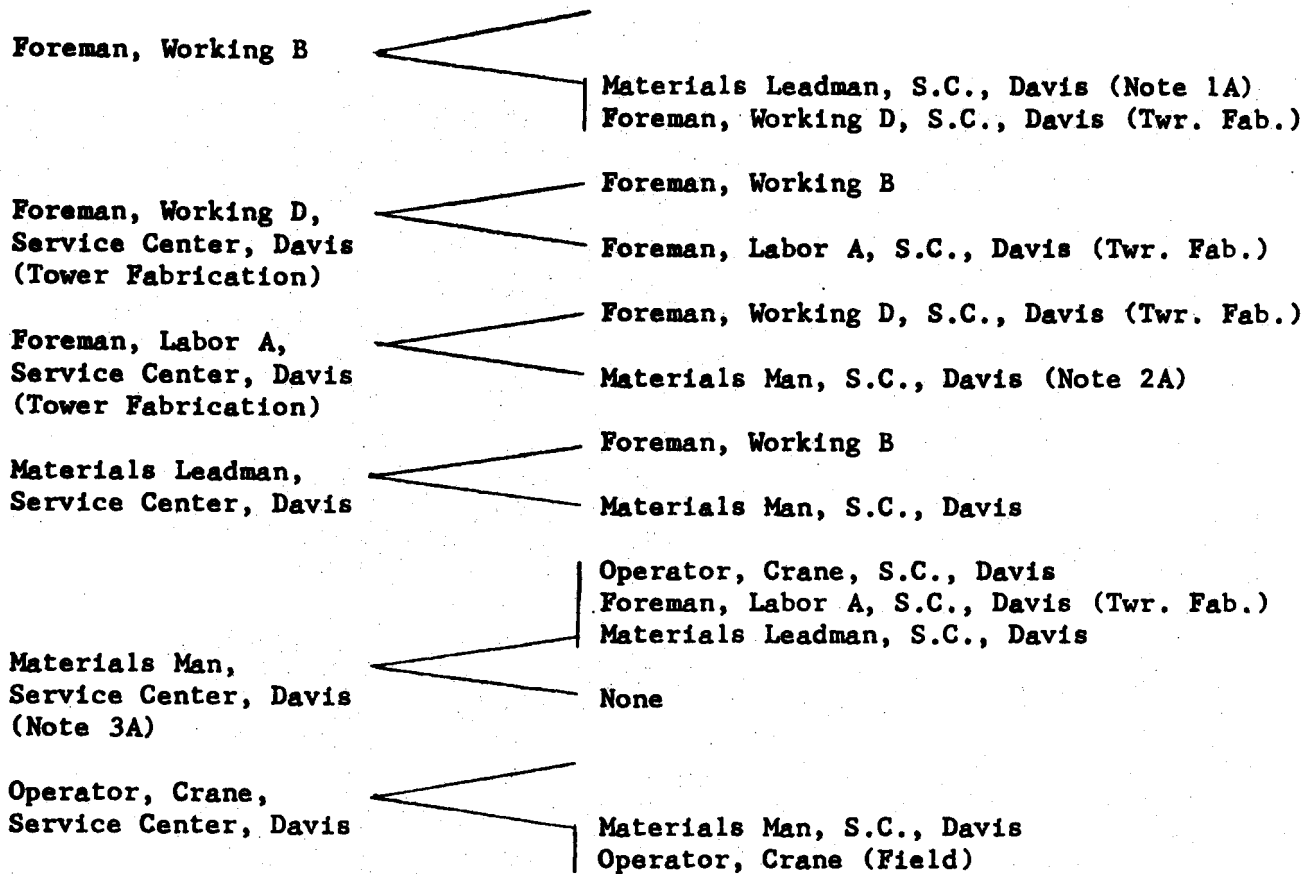 Foreman, Working B
Materials Leadman, S.C., Davis (Note 1A)
Foreman, Working D, S.C., Davis (Twr. Fab.)
Foreman, Working D,
Service Center, Davis
(Tower Fabrication)
Foreman, Working B
Foreman, Labor A, S.C., Davis (Twr. Fab.)
Foreman, Labor A,
Service Center, Davis
(Tower Fabrication)
Foreman, Working D, S.C., Davis (Twr. Fab.)
Materials Man, S.C., Davis (Note 2A)
Materials Leadman,
Service Center, Davis
Foreman, Working B
Materials Man, S.C., Davis
Materials Man,
Service Center, Davis
(Note 3A)
Operator, Crane, S.C., Davis
Foreman, Labor A, S.C., Davis (Twr. Fab.)
Materials Leadman, S.C., Davis
None
Operator, Crane,
Service Center, Davis
Materials Man, S.C., Davis
Operator, Crane (Field)